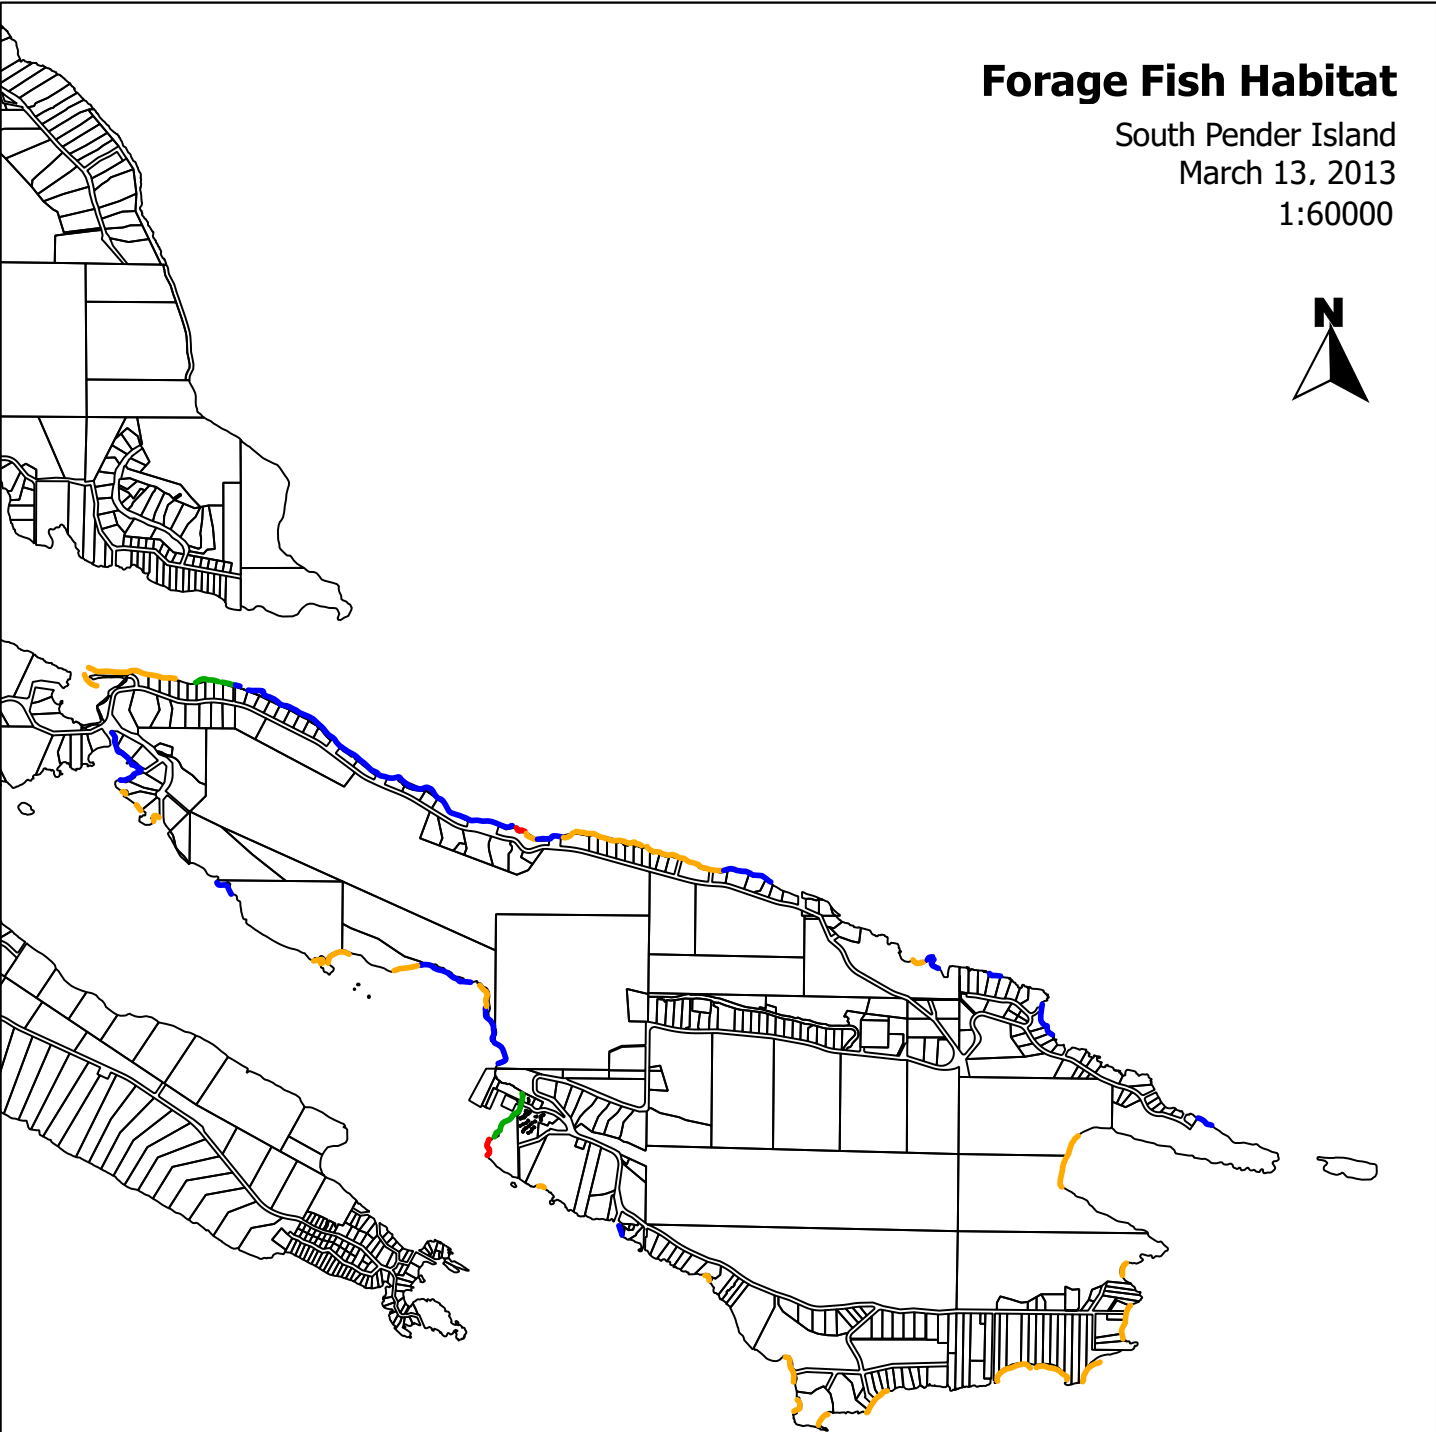 Forage Fish Habitat
South Pender Island
March 13, 2013
1:60000
N